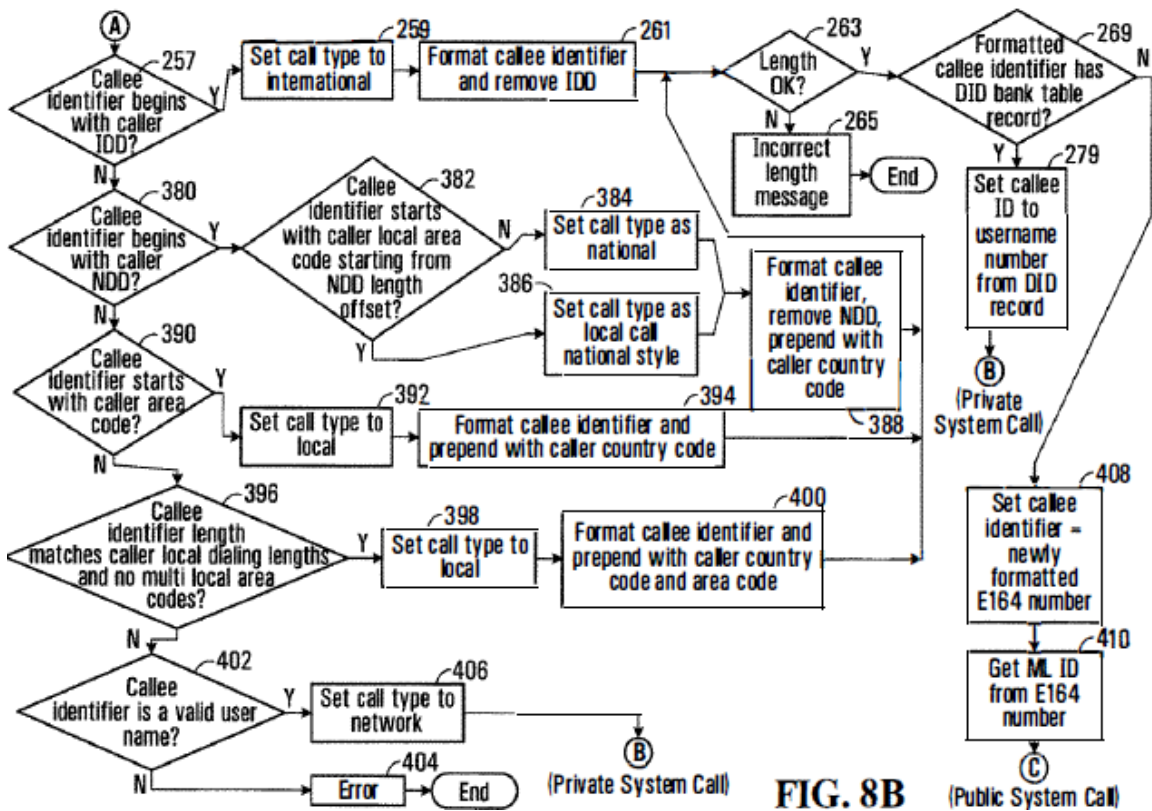 A
257
Callee
identifier begins
with caller
IDD?
Y
N
259
Set call type to
international
261
Format callee identifier
and remove IDD
263
Length
OK?
Y
N
265
Incorrect
length
message
End
269
Formatted
callee identifier has
DID bank table
record?
N
Y
279
Set callee
ID to
username
number
from DID
record
B
(Private
System Call)
380
Callee
identifier begins
with caller
NDD?
Y
N
382
Callee
identifier starts
with caller local area
code starting from
NDD length
offset?
N
Y
384
Set call type as
national
386
Set call type as
local call
national style
Format callee
identifier,
remove NDD,
prepend with
caller country
code
388
390
Callee
identifier starts
with caller area
code?
Y
N
392
Set call type to
local
394
Format callee identifier and
prepend with caller country code
396
Callee
identifier length
matches caller local dialing lengths
and no multi local area
codes?
Y
N
398
Set call type to
local
400
Format callee identifier and
prepend with caller country
code and area code
402
Callee
identifier is a valid user
name?
Y
N
406
Set call type to
network
B
(Private System Call)
404
Error
End
408
Set callee
identifier =
newly
formatted
E164 number
410
Get ML ID
from E164
number
C
(Public System Call)
FIG. 8B